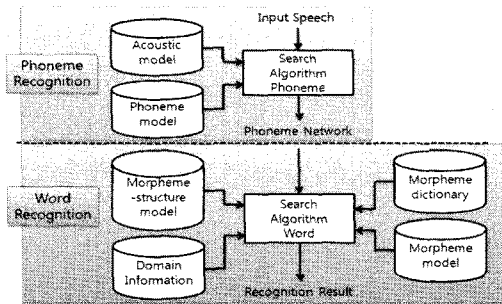 Input Speech
Acoustic
model
Phoneme
Recognition
Search
Algorithm
Phoneme
Phoneme
model
Phoneme Network
Morpheme
-structure
model
Word
Recognition
Search
Algorithm
Word
Morpheme
dictionary
Domain
Information
Morpheme
model
Recognition Result